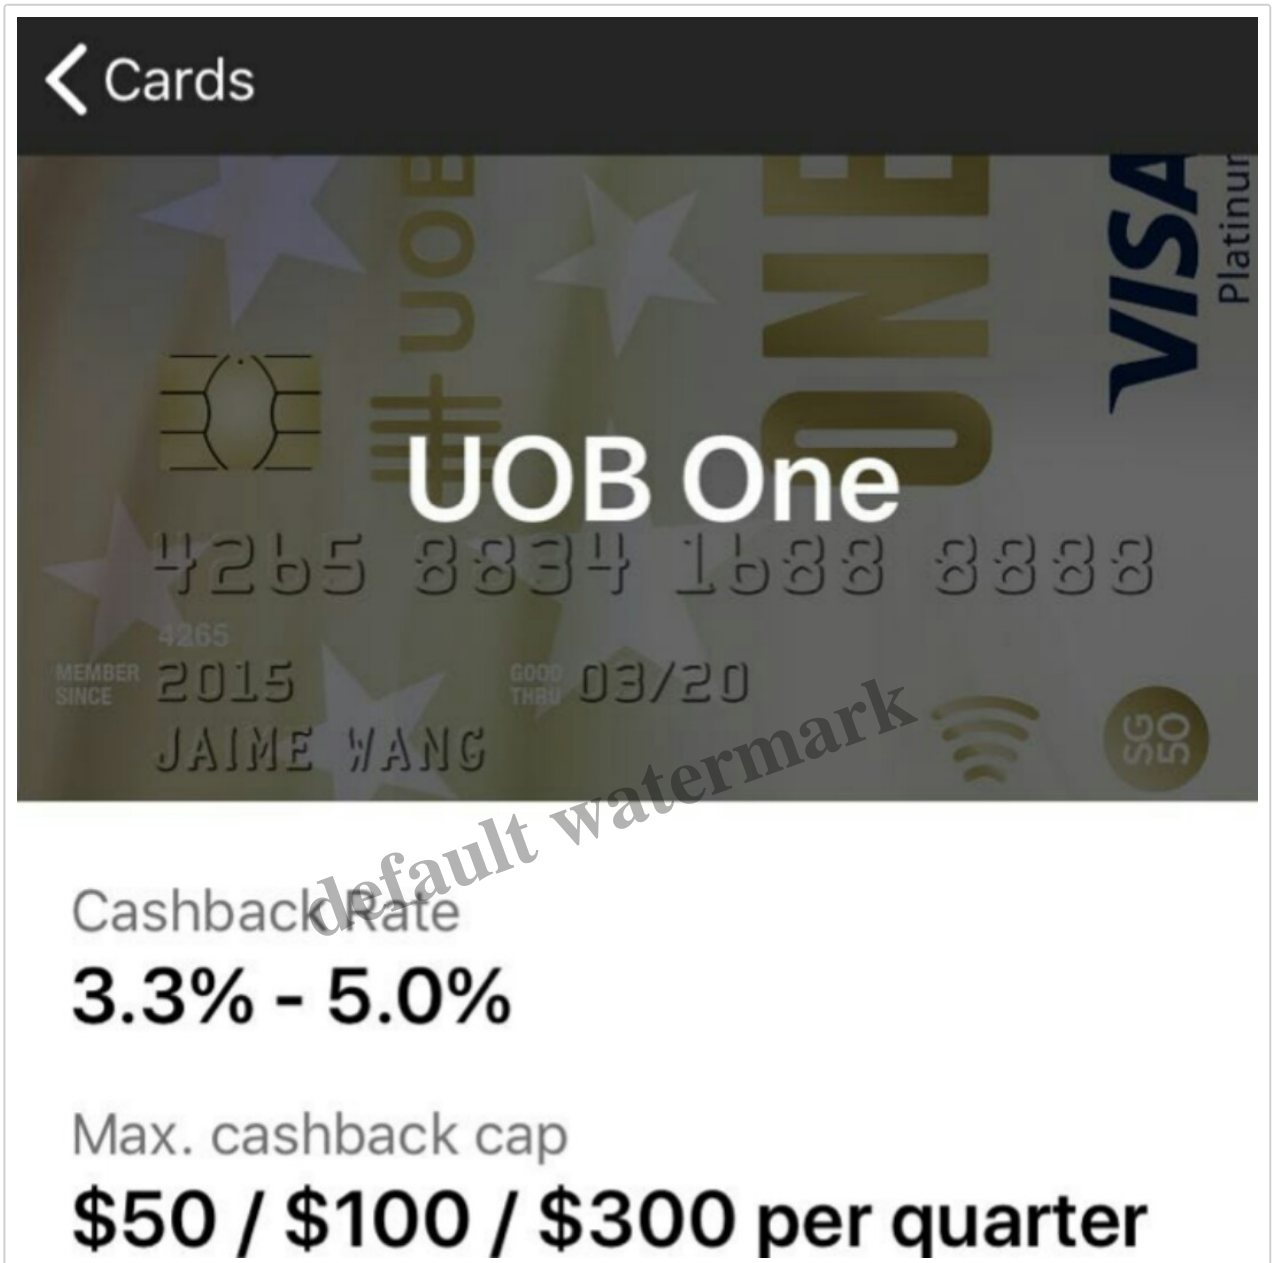 Cards
UOB
ONE
VISA
Platinum
UOB One
4265 8834 1688 8888
4265
MEMBER SINCE 2015
GOOD THRU 03/20
JAIME WANG
SG
50
default watermark
Cashback Rate
3.3% - 5.0%
Max. cashback cap
$50 / $100 / $300 per quarter